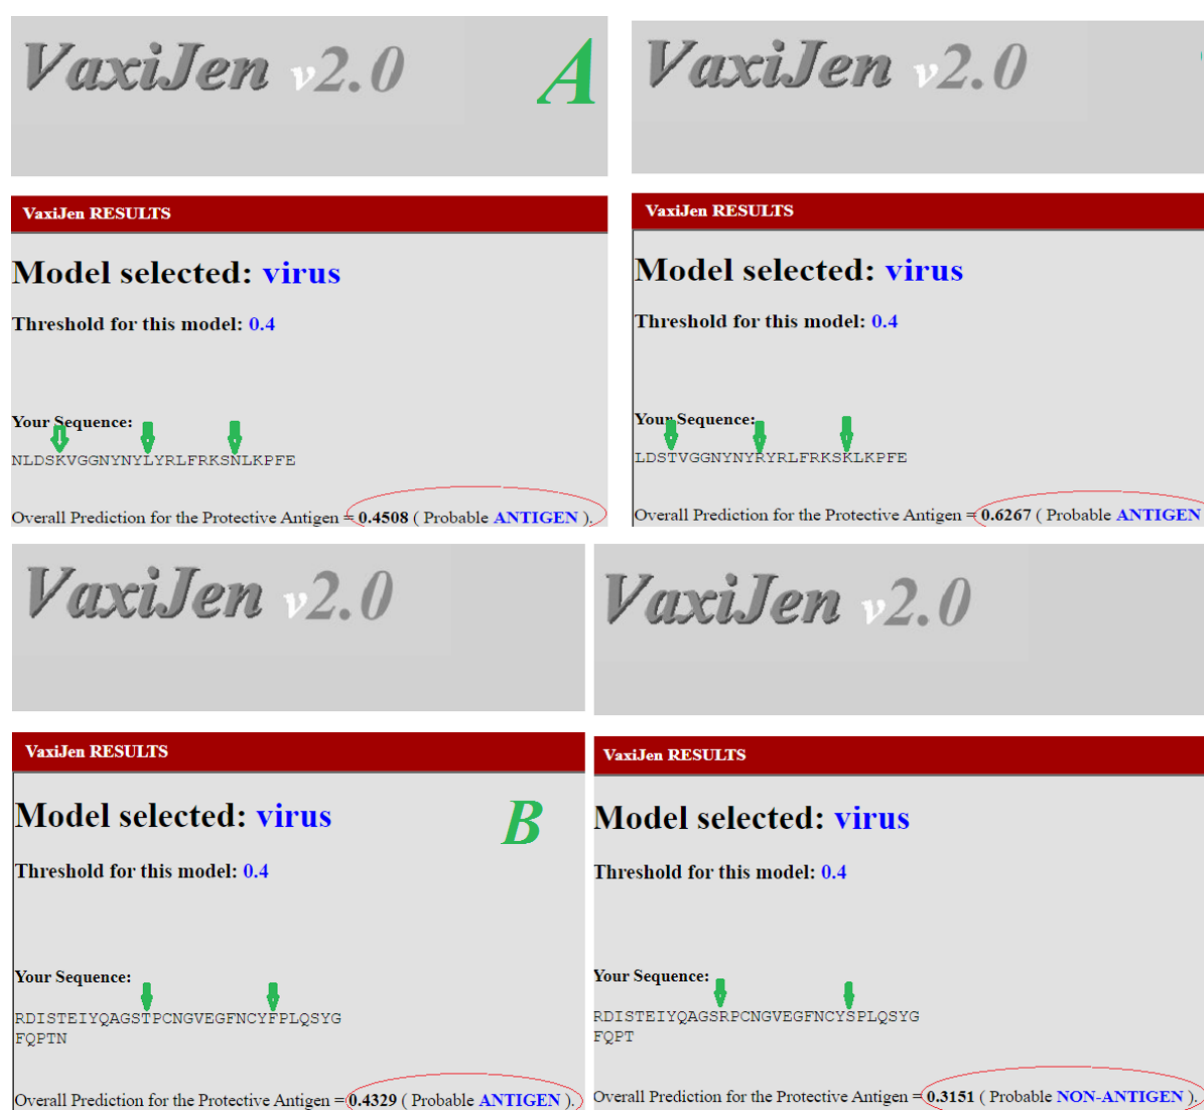 VaxiJen v2.0
A
VaxiJen RESULTS
Model selected: virus
Threshold for this model: 0.4
Your Sequence:
NLDSKVGGNYNYLYRLFRKSNLKPFE
Overall Prediction for the Protective Antigen = 0.4508 ( Probable ANTIGEN ).
VaxiJen v2.0
VaxiJen RESULTS
Model selected: virus
Threshold for this model: 0.4
Your Sequence:
LDSTVGGNYNYRYRLFRKSKLKPFE
Overall Prediction for the Protective Antigen = 0.6267 ( Probable ANTIGEN
VaxiJen v2.0
VaxiJen RESULTS
Model selected: virus
B
Threshold for this model: 0.4
Your Sequence:
RDISTEIYQAGSTPCNGVEGFNCYFPLQSYG
FQPTN
Overall Prediction for the Protective Antigen = 0.4329 ( Probable ANTIGEN ).
VaxiJen v2.0
VaxiJen RESULTS
Model selected: virus
Threshold for this model: 0.4
Your Sequence:
RDISTEIYQAGSRPCNGVEGFNCYSPLQSYG
FQPT
Overall Prediction for the Protective Antigen = 0.3151 ( Probable NON-ANTIGEN ).